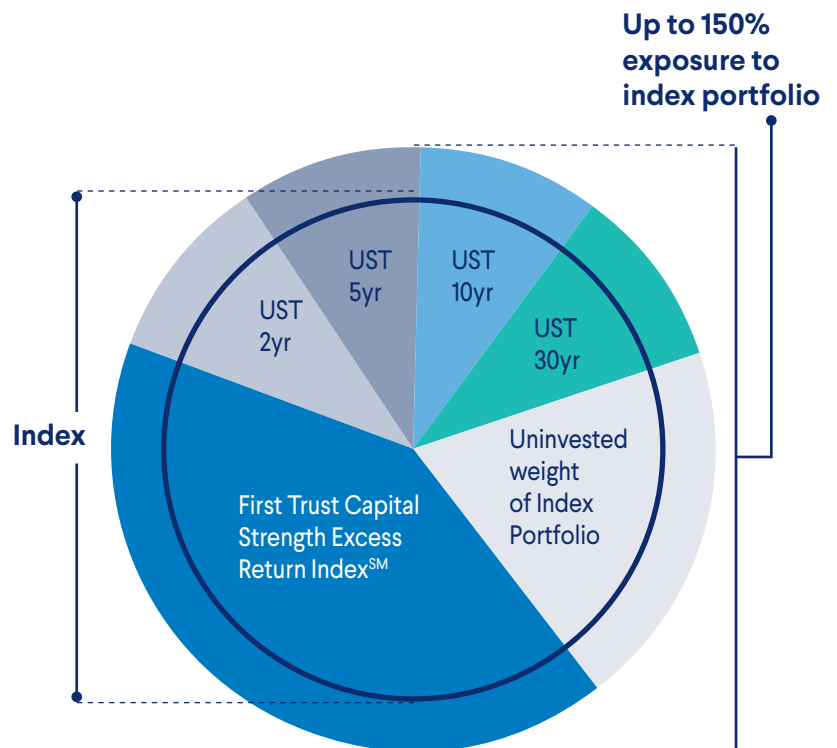 Up to 150%
exposure to
index portfolio
UST
5yr
UST
10yr
UST
2yr
UST
30yr
Index
Uninvested
weight
of Index
Portfolio
First Trust Capital
Strength Excess
Return Index℠